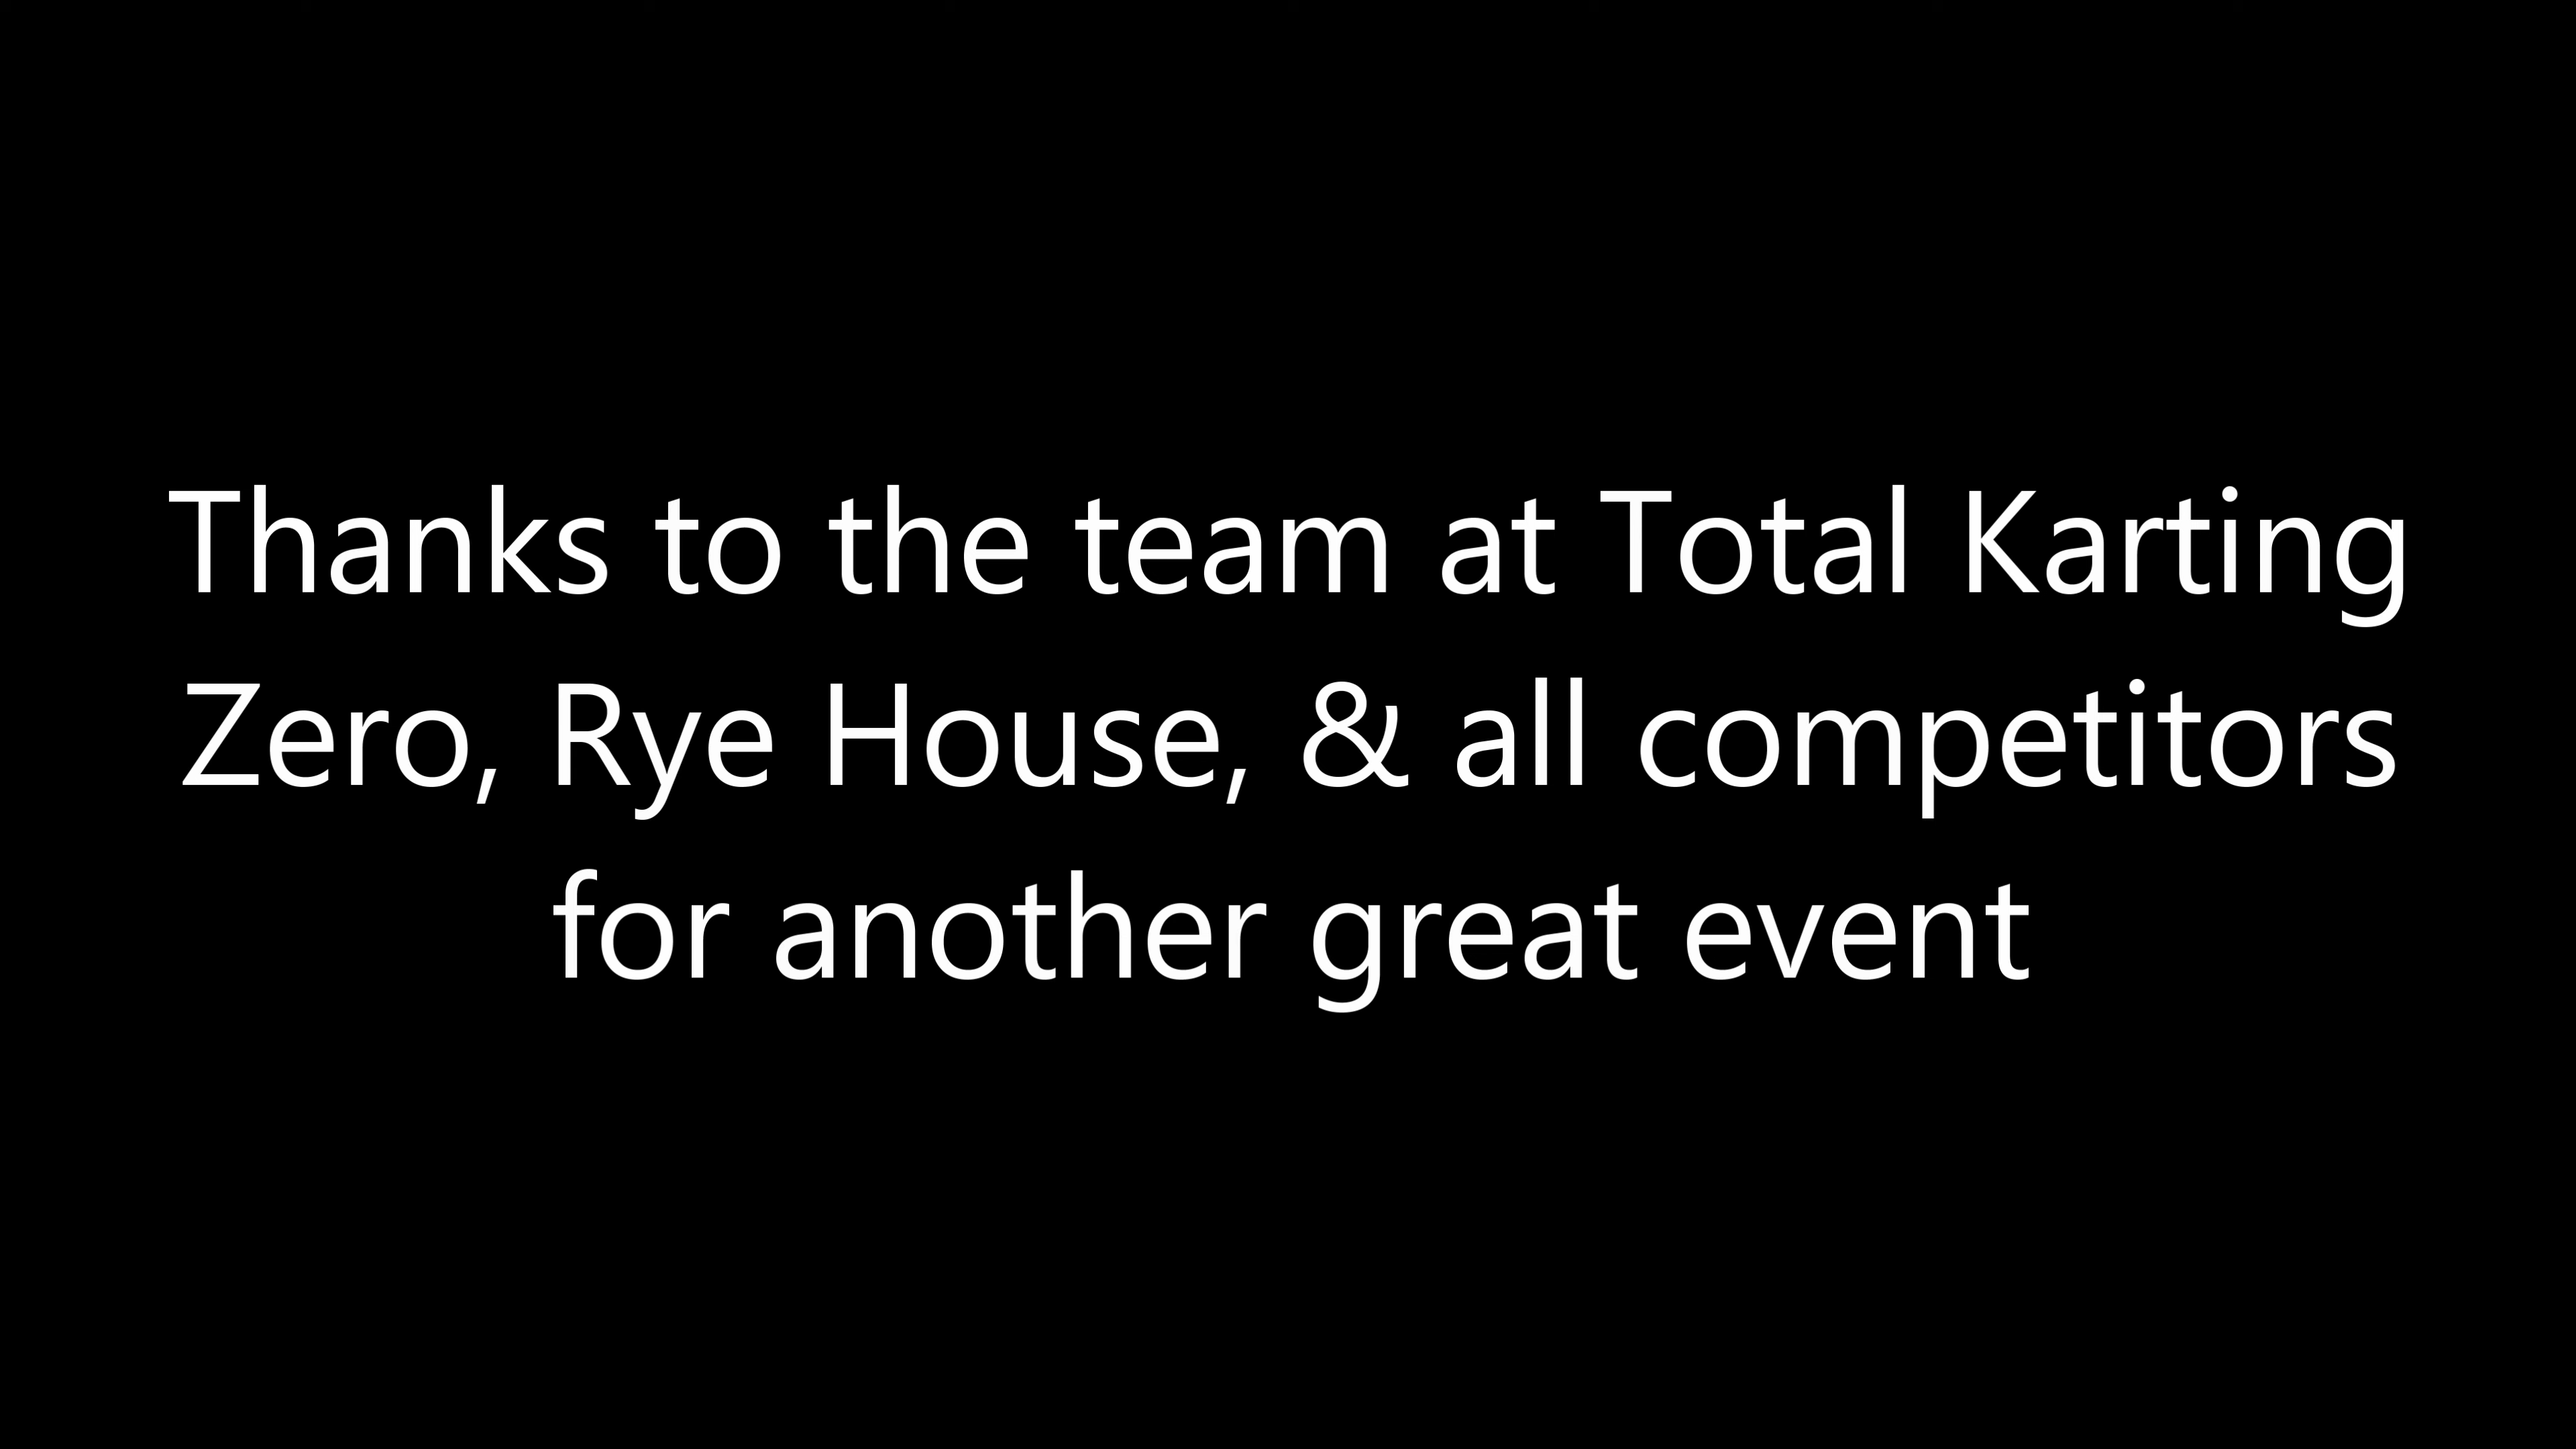 Thanks to the team at Total Karting
Zero, Rye House, & all competitors
for another great event